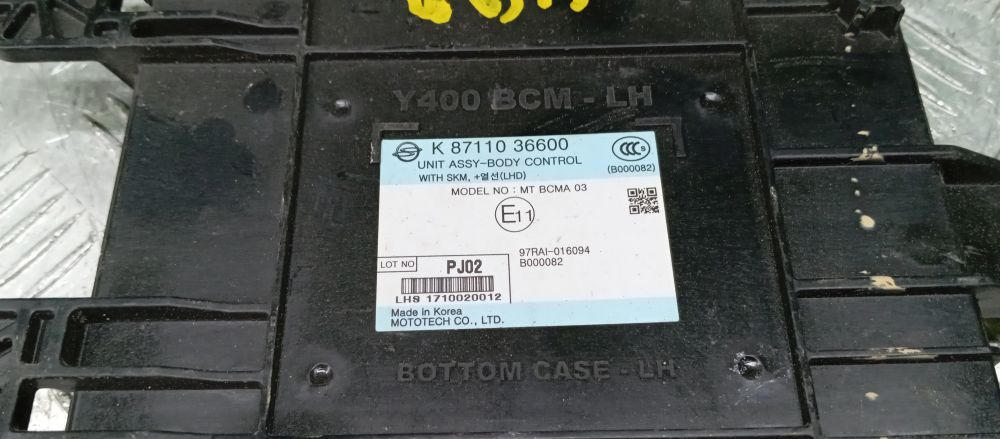 Y400 BCM - LH
K 87110 36600
UNIT ASSY-BODY CONTROL
WITH SKM, +열선(LHD)
CCC S
(B000082)
MODEL NO : MT BCMA 03
E11
97RAI-016094
B000082
LOT NO
PJ02
LHS 1710020012
Made in Korea
MOTOTECH CO., LTD.
BOTTOM CASE - LH